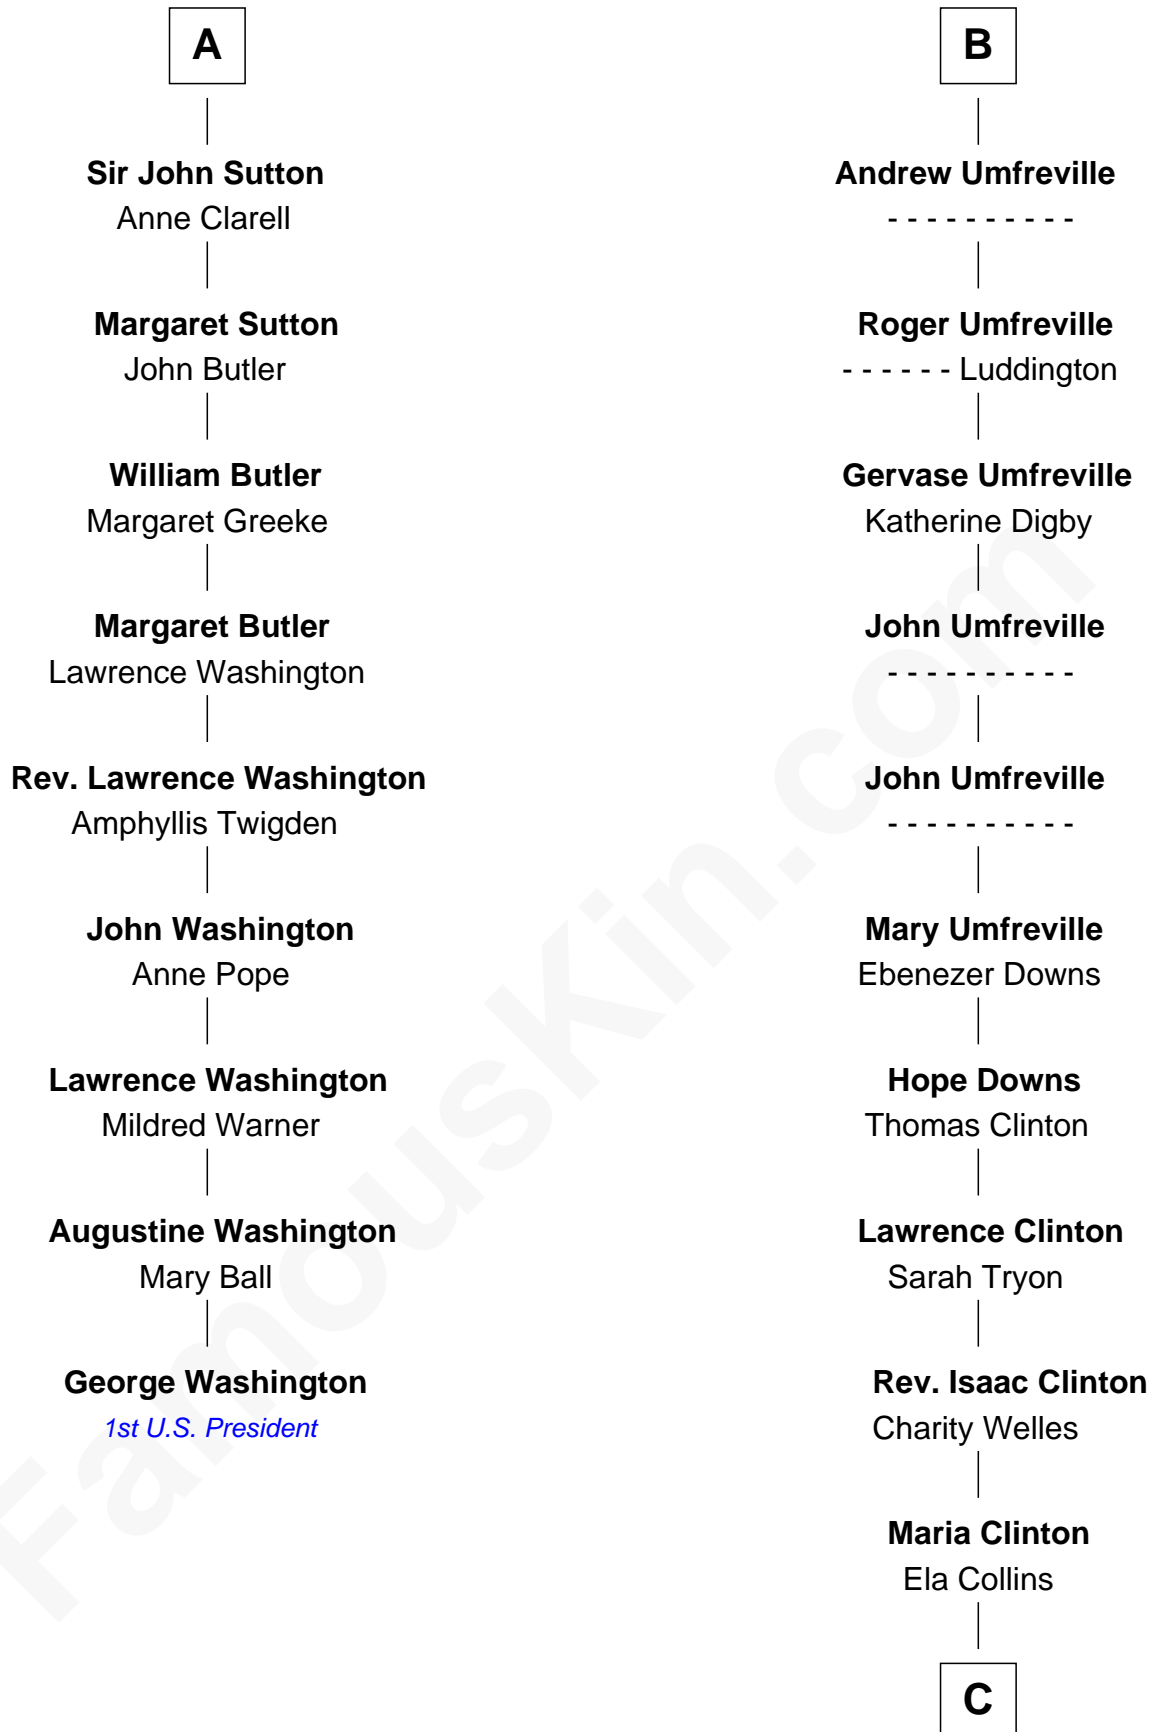 A
Sir John Sutton
Anne Clarell
Margaret Sutton
John Butler
William Butler
Margaret Greeke
Margaret Butler
Lawrence Washington
Rev. Lawrence Washington
Amphyllis Twigden
John Washington
Anne Pope
Lawrence Washington
Mildred Warner
Augustine Washington
Mary Ball
George Washington
1st U.S. President
B
Andrew Umfreville
- - - - - - - - - -
Roger Umfreville
- - - - - - Luddington
Gervase Umfreville
Katherine Digby
John Umfreville
- - - - - - - - - -
John Umfreville
- - - - - - - - - -
Mary Umfreville
Ebenezer Downs
Hope Downs
Thomas Clinton
Lawrence Clinton
Sarah Tryon
Rev. Isaac Clinton
Charity Welles
Maria Clinton
Ela Collins
C
FamousKin.com